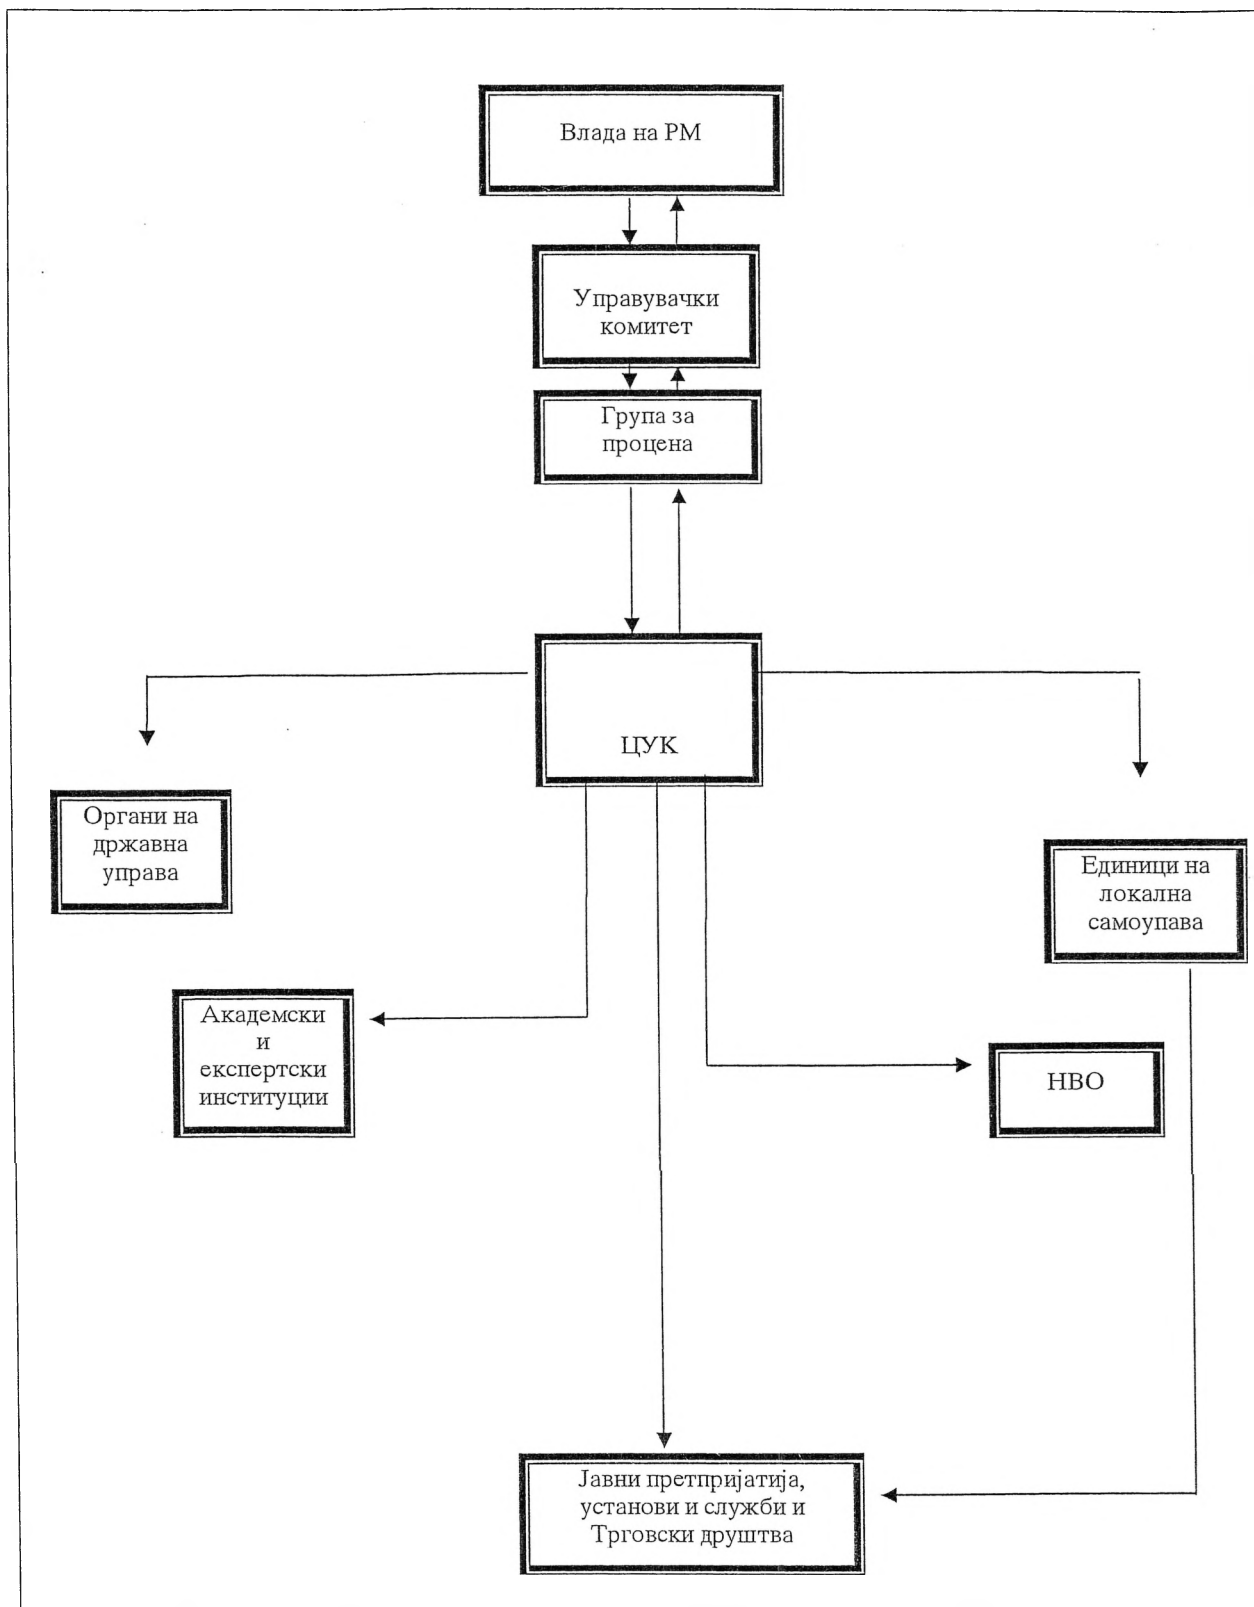 Влада на РМ
Управувачки
комитет
Група за
процена
ЦУК
Органи на
државна
управа
Единици на
локална
самоупава
Академски
и
експертски
институции
НВО
Јавни претпријатија,
установи и служби и
Трговски друштва